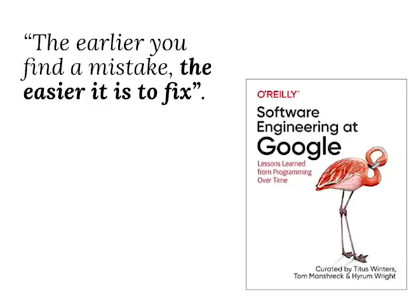 “The earlier you
find a mistake, the
easier it is to fix”.
O'REILLY
Software
Engineering at
Google
Lessons Learned
from Programming
Over Time
Curated by Titus Winters,
Tom Manshreck & Hyrum Wright